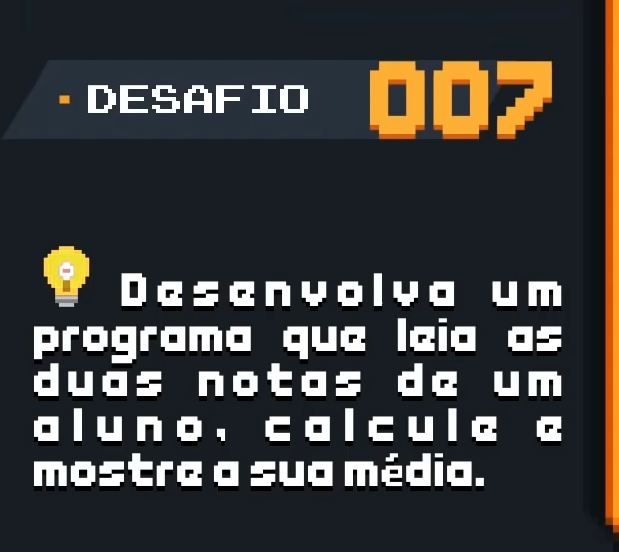 DESAFIO 007
Desenvolva um
programa que leia as
duas notas de um
aluno, calcule e
mostre a sua média.